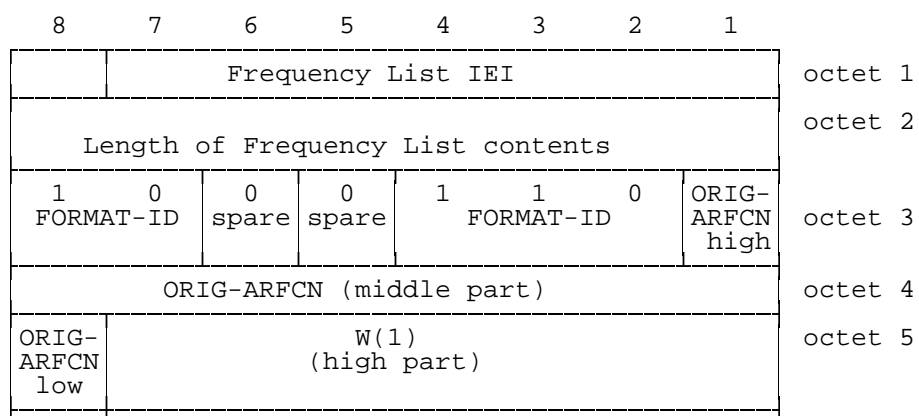 8 7 6 5 4 3 2 1
Frequency List IEI octet 1
octet 2
Length of Frequency List contents
1 0 0 0 1 1 0 ORIG-
FORMAT-ID spare spare FORMAT-ID ARFCN octet 3
high
ORIG-ARFCN (middle part) octet 4
ORIG- W(1) octet 5
ARFCN (high part)
low